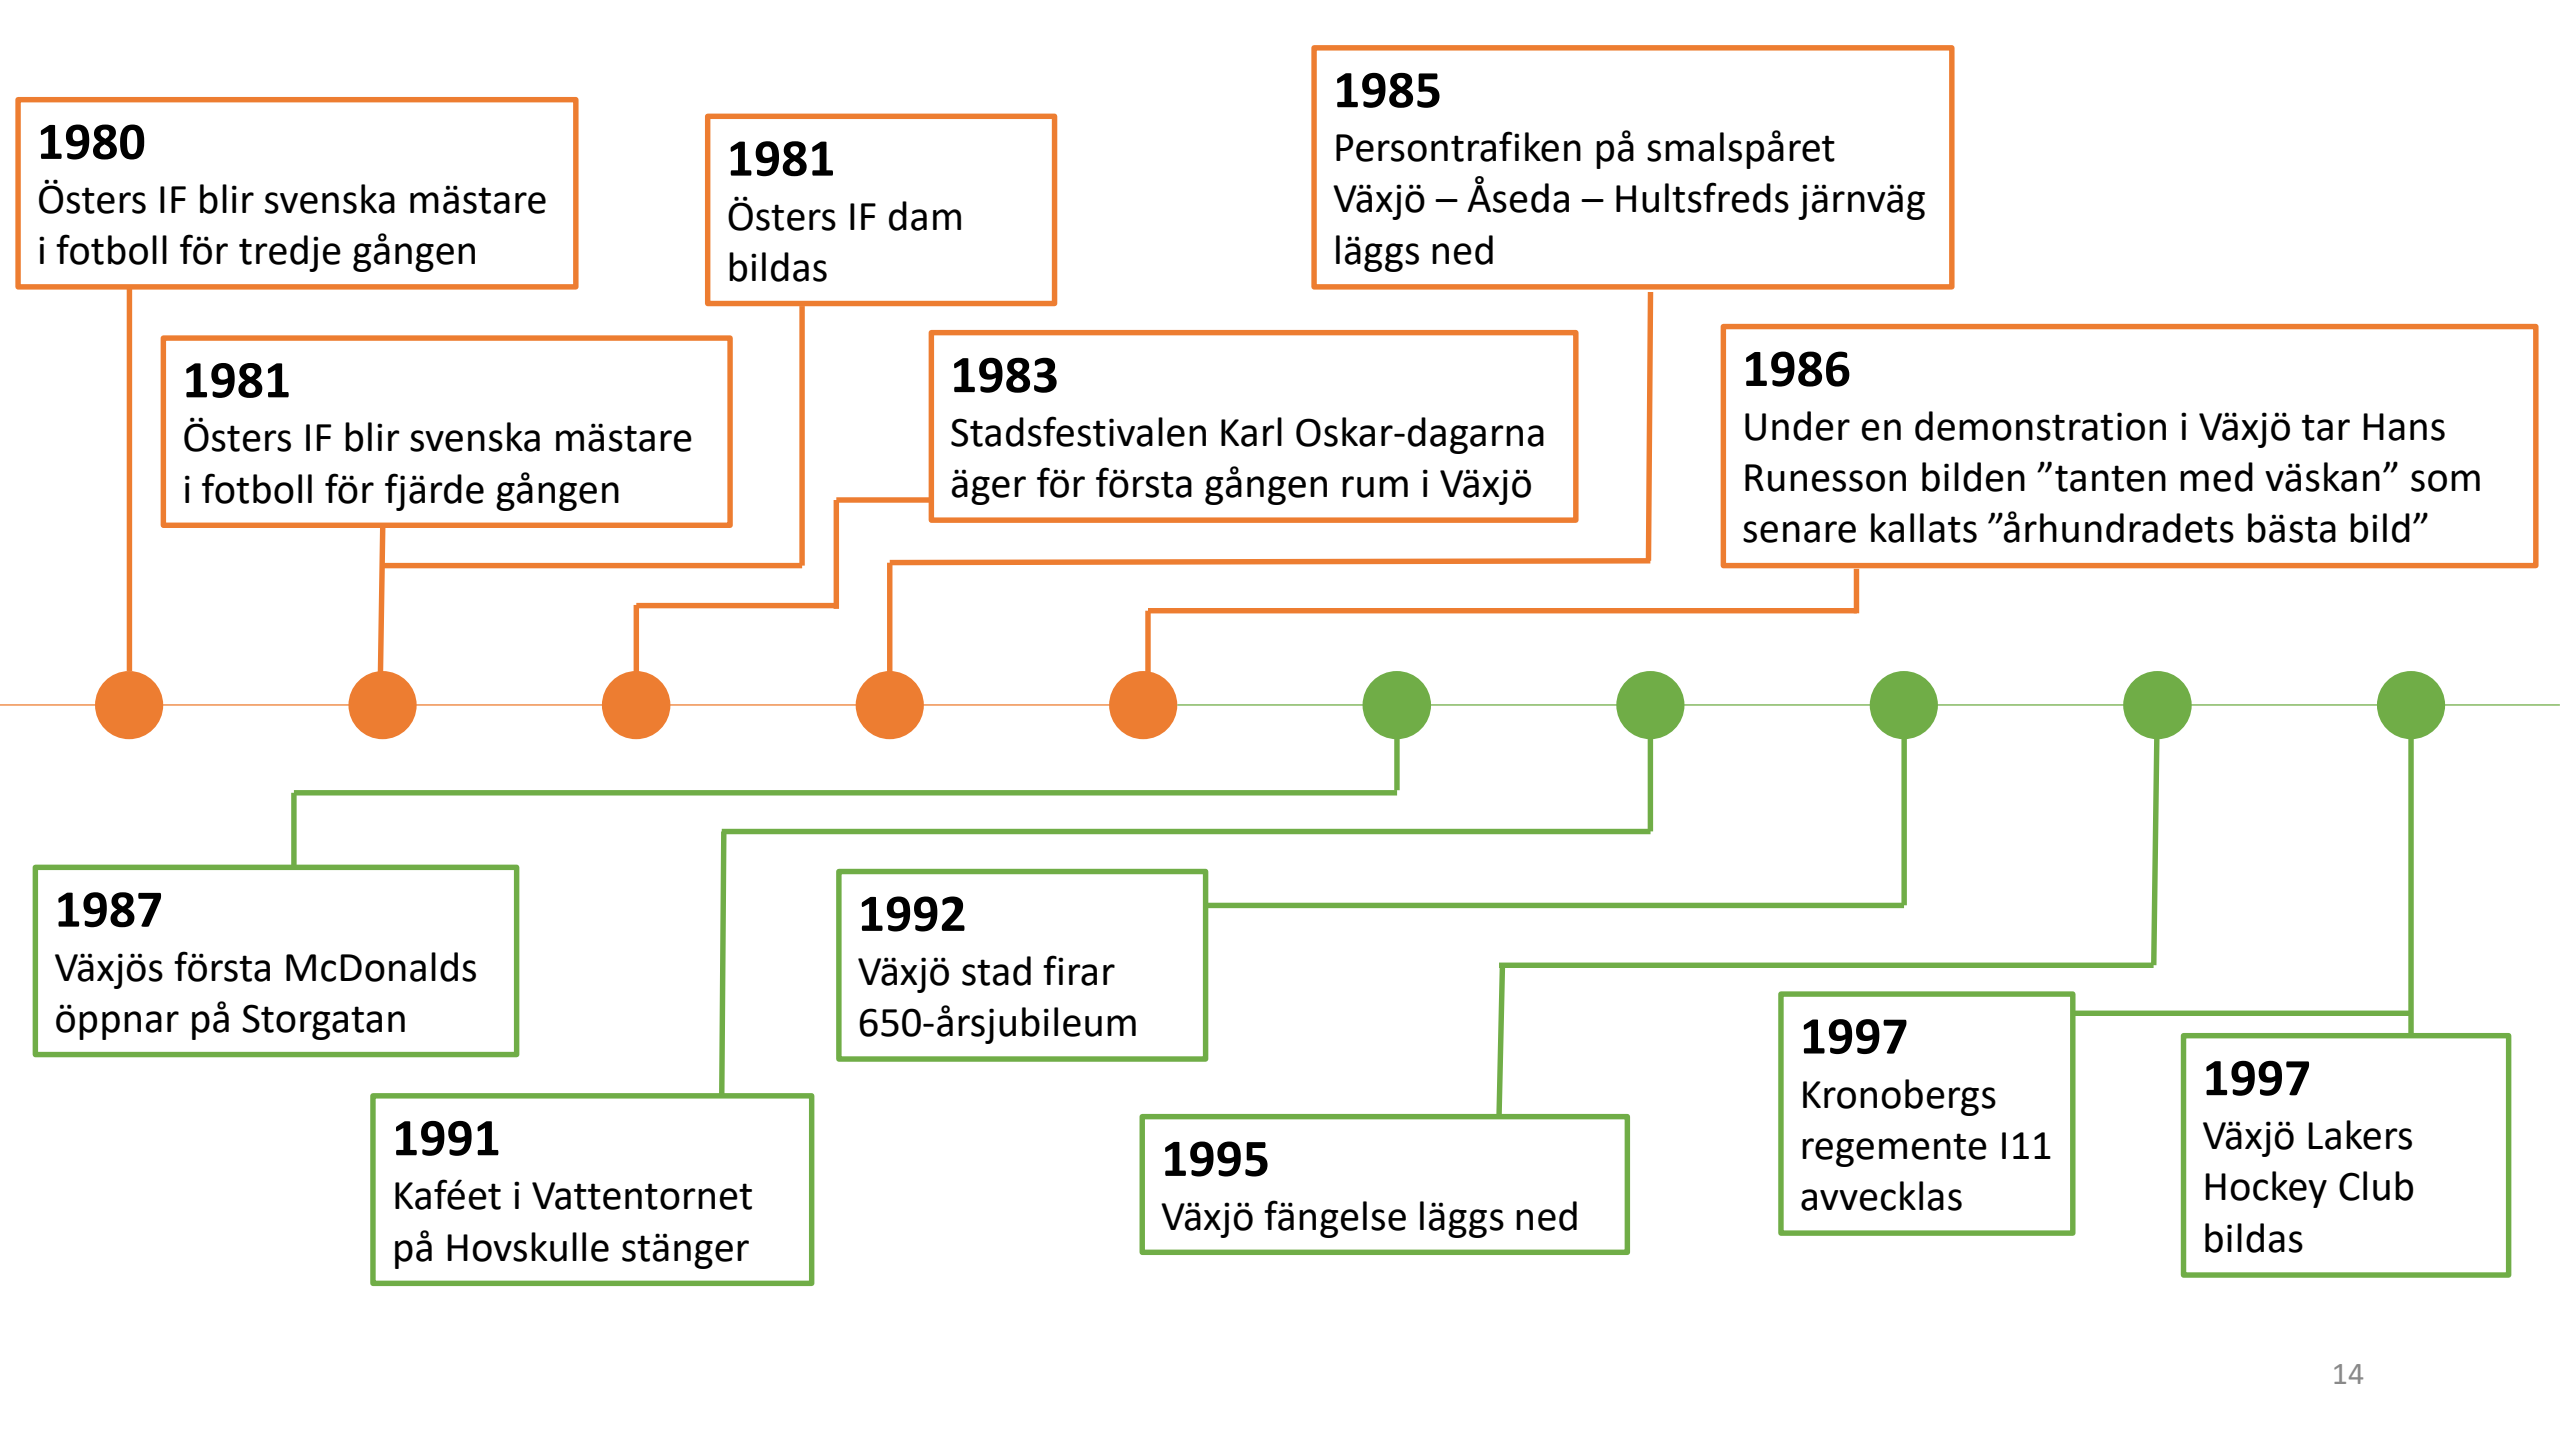 1980
Östers IF blir svenska mästare
i fotboll för tredje gången
1981
Östers IF blir svenska mästare
i fotboll för fjärde gången
1981
Östers IF dam
bildas
1983
Stadsfestivalen Karl Oskar-dagarna
äger för första gången rum i Växjö
1985
Persontrafiken på smalspåret
Växjö – Åseda – Hultsfreds järnväg
läggs ned
1986
Under en demonstration i Växjö tar Hans
Runesson bilden ”tanten med väskan” som
senare kallats ”århundradets bästa bild”
1987
Växjös första McDonalds
öppnar på Storgatan
1991
Kaféet i Vattentornet
på Hovskulle stänger
1992
Växjö stad firar
650-årsjubileum
1995
Växjö fängelse läggs ned
1997
Kronobergs
regemente I11
avvecklas
1997
Växjö Lakers
Hockey Club
bildas
14